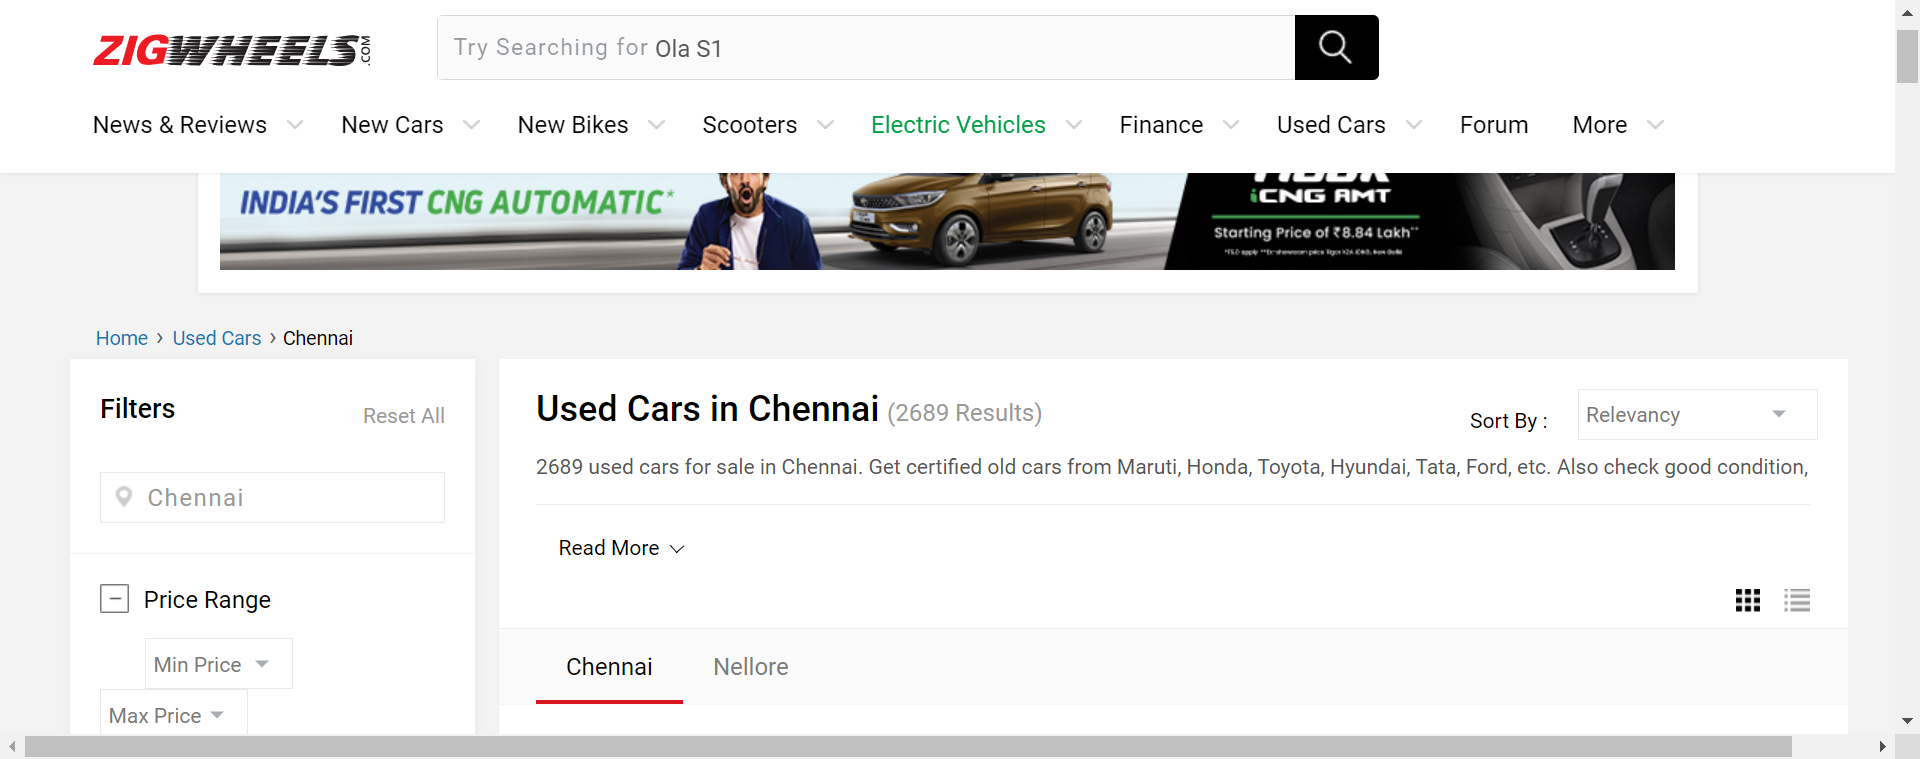 ZIGWHEELS.COM
Try Searching for Ola S1
News & Reviews New Cars New Bikes Scooters Electric Vehicles Finance Used Cars Forum More
INDIA'S FIRST CNG AUTOMATIC*
iCNG AMT
Starting Price of ₹8.84 Lakh**
Home › Used Cars › Chennai
Filters
Reset All
Chennai
Price Range
Min Price
Max Price
Used Cars in Chennai (2689 Results)
Sort By :
Relevancy
2689 used cars for sale in Chennai. Get certified old cars from Maruti, Honda, Toyota, Hyundai, Tata, Ford, etc. Also check good condition,
Read More
Chennai Nellore